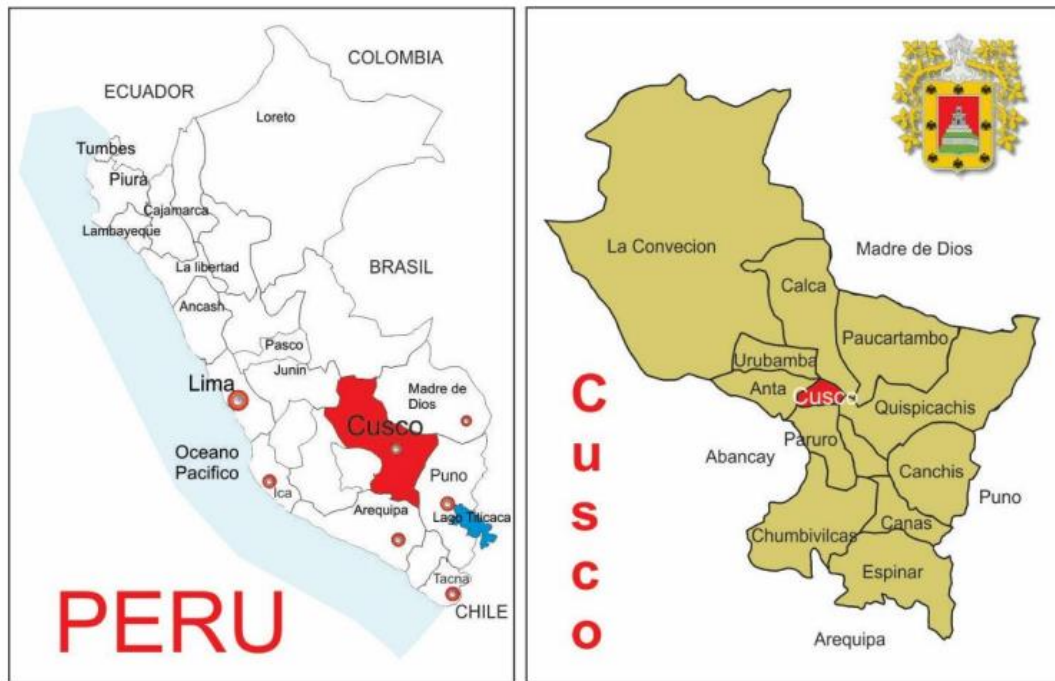 COLOMBIA
ECUADOR
Loreto
Tumbes
Piura
Cajamarca
Lambayeque
La libertad
BRASIL
Ancash
Pasco
Junin
Lima
Madre de
Dios
Cusco
Oceano
Pacifico
Ica
Puno
Arequipa
Lago Titicaca
Tacna
CHILE
PERU
La Convecion
Madre de Dios
Calca
Paucartambo
Urubamba
Anta
Cusco
Quispicachis
Paruro
Abancay
Canchis
Puno
Canas
Chumbivilcas
Espinar
Arequipa
C
u
s
c
o